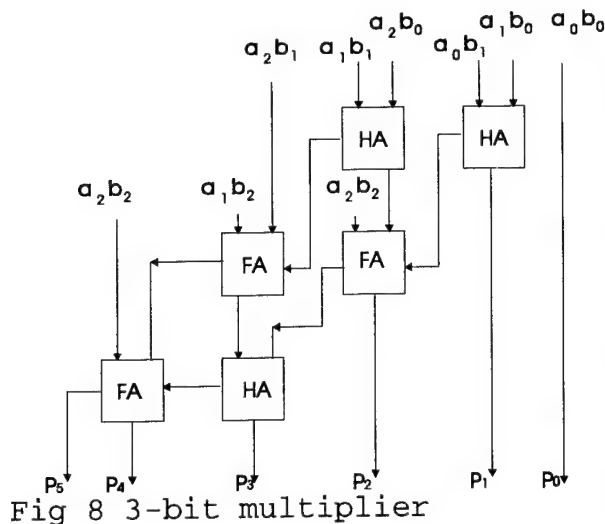 a₂b₁ a₁b₁ a₂b₀ a₀b₁ a₁b₀ a₀b₀
HA HA
a₂b₂ a₁b₂ a₂b₂
FA FA
FA HA
P₅ P₄ P₃ P₂ P₁ P₀
Fig 8 3-bit multiplier